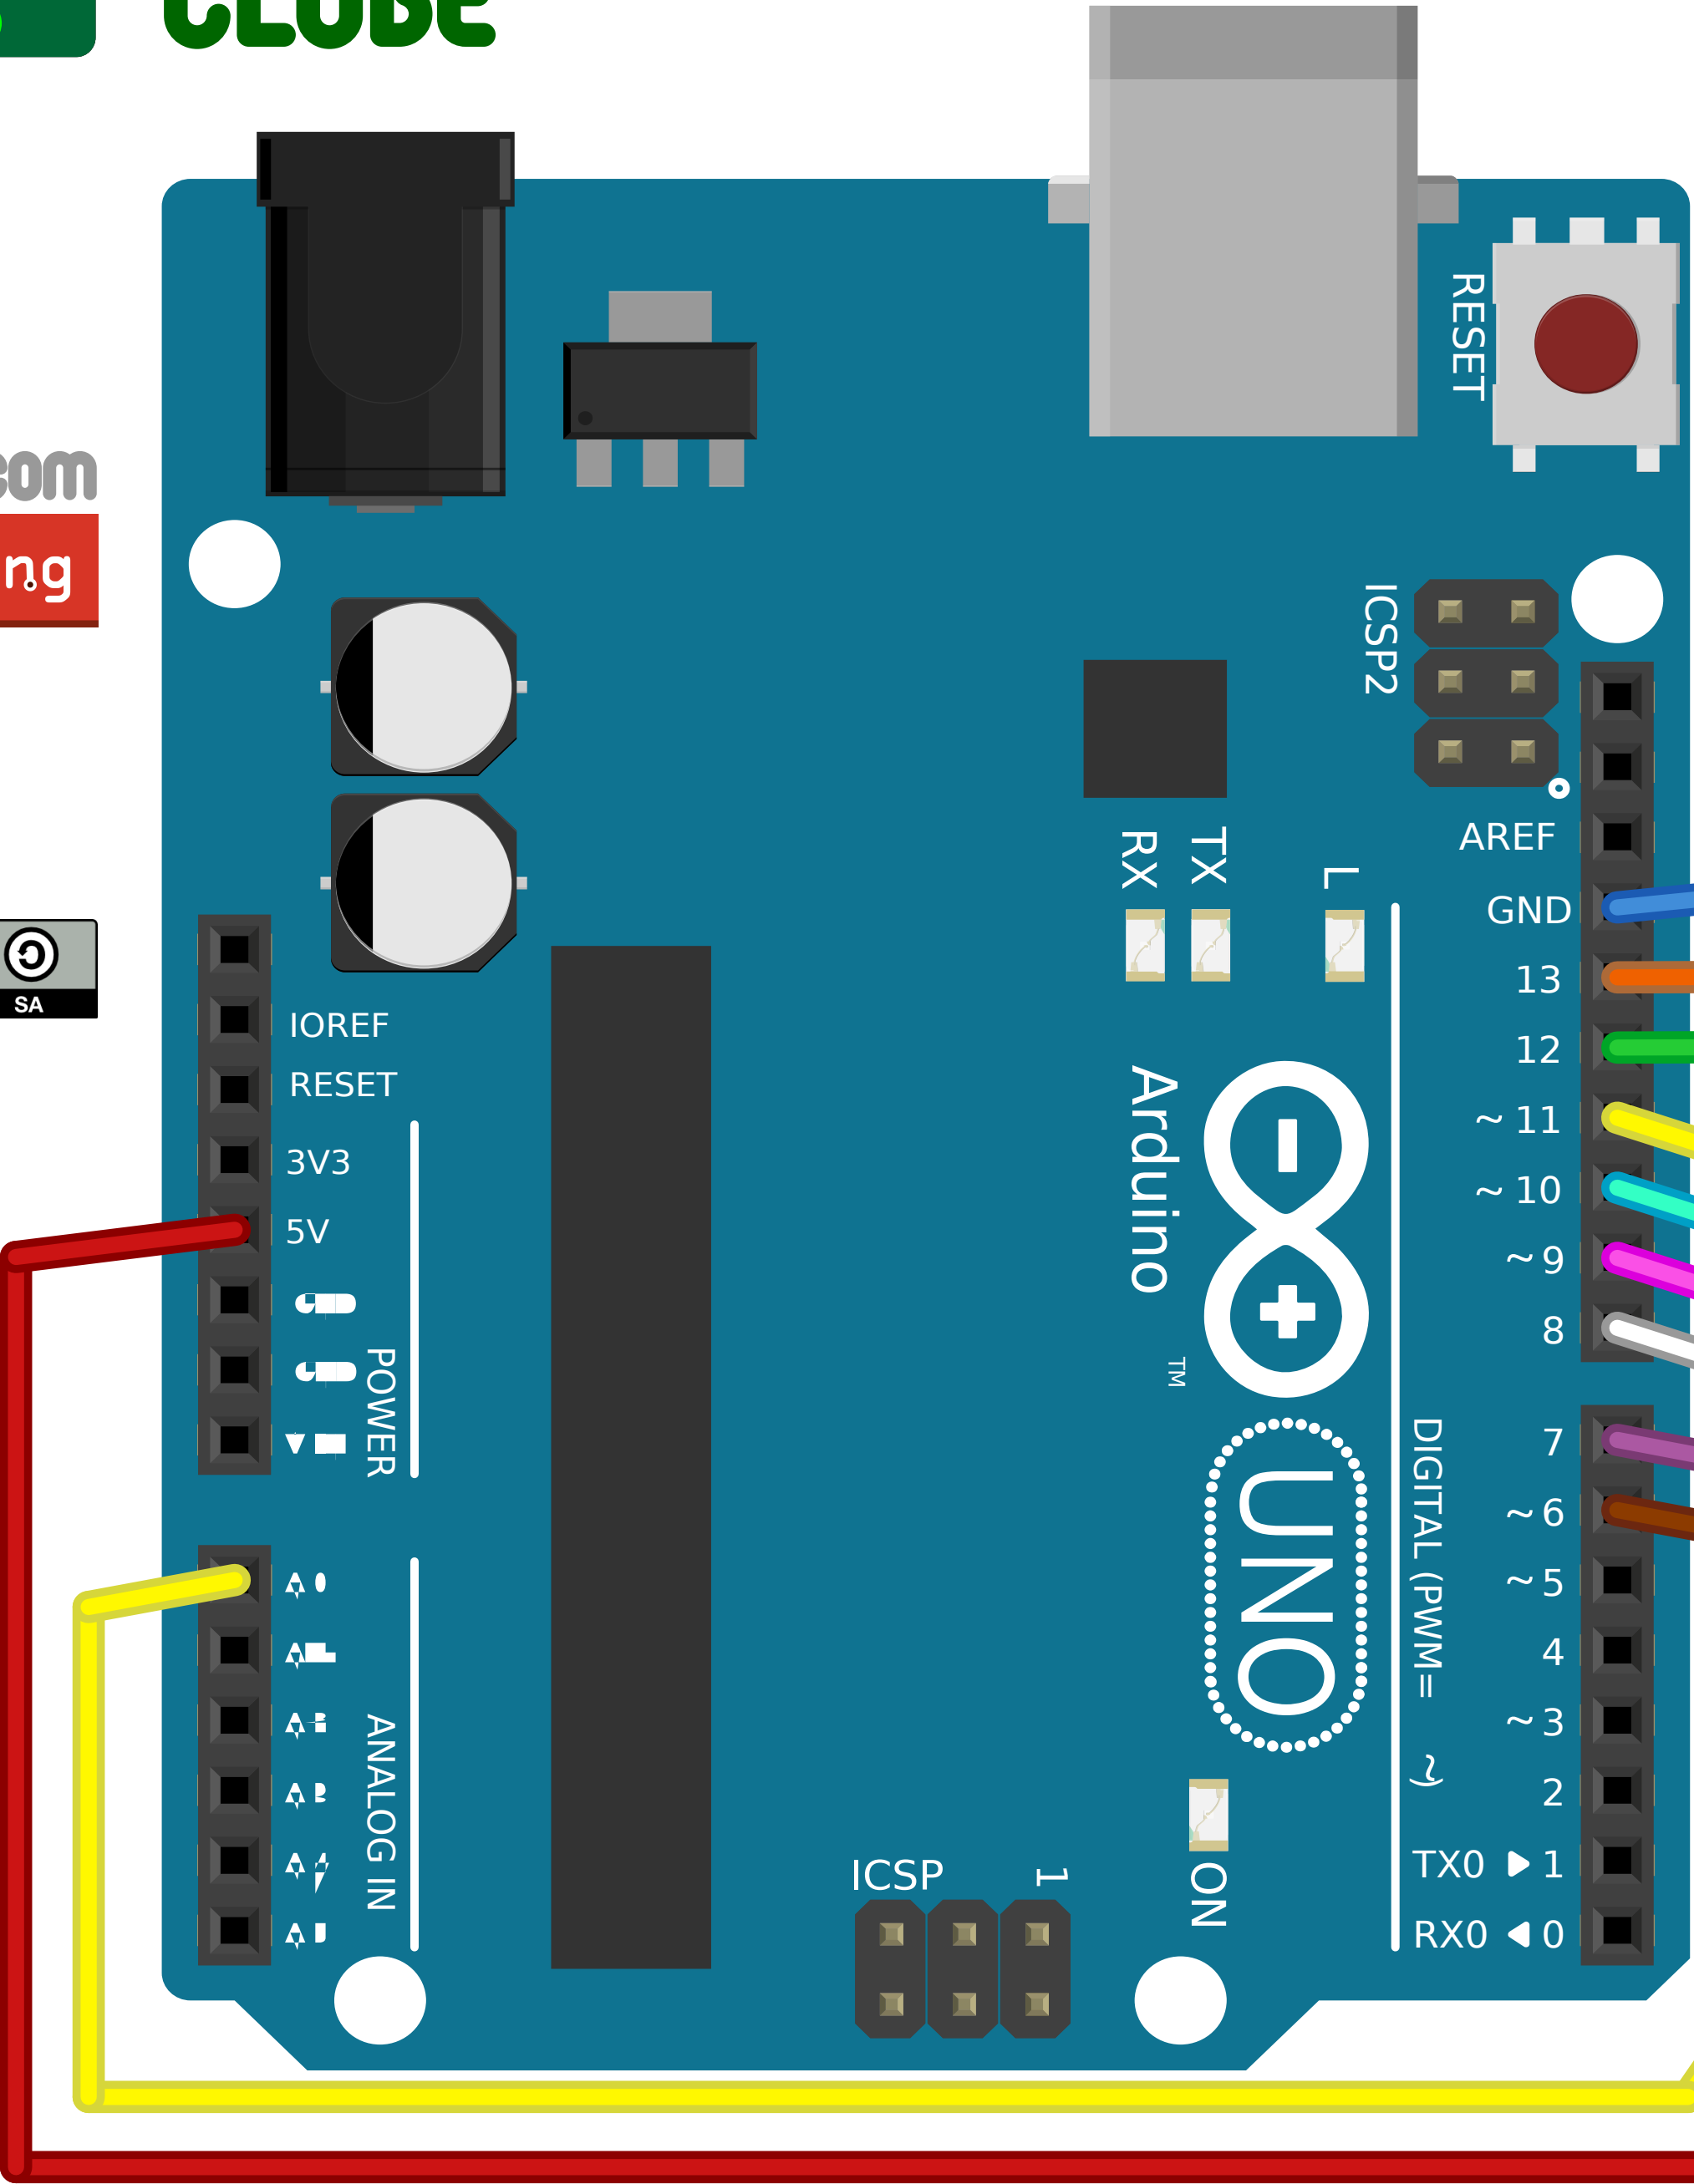 RESET
com
ng
ICSP2
AREF
RX
TX
L
GND
SA
13
IOREF
12
RESET
Arduino
~ 11
3V3
~ 10
5V
~ 9
8
TM
POWER
UNO
DIGITAL (PWM= ~)
7
~ 6
A0
~ 5
4
ANALOG IN
~ 3
2
ICSP
1
ON
TX0 ▶ 1
RX0 ◀ 0